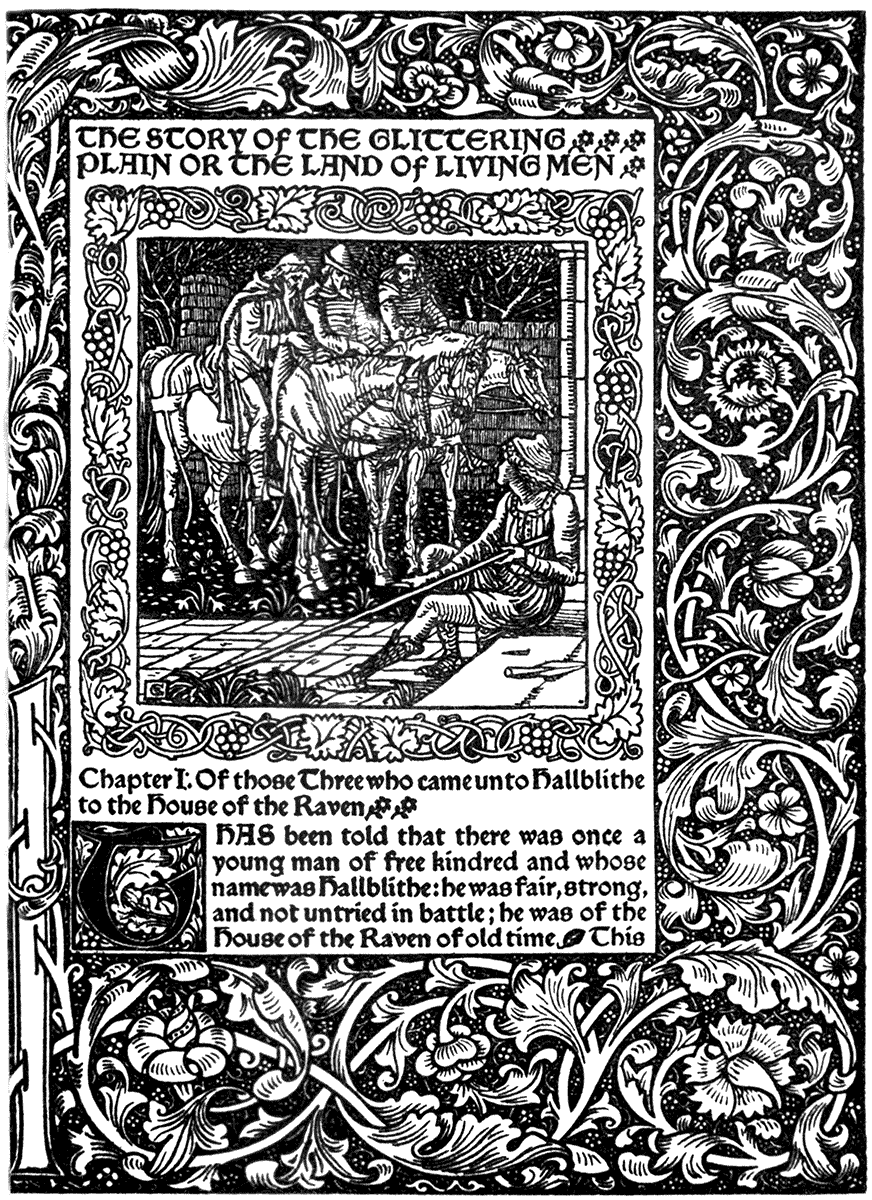 THE STORY OF THE GLITTERING
PLAIN OR THE LAND OF LIVING MEN
Chapter I: Of those Three who came unto Hallblithe
to the House of the Raven
IT HAS been told that there was once a
young man of free kindred and whose
name was Hallblithe: he was fair, strong,
and not untried in battle; he was of the
House of the Raven of old time. This